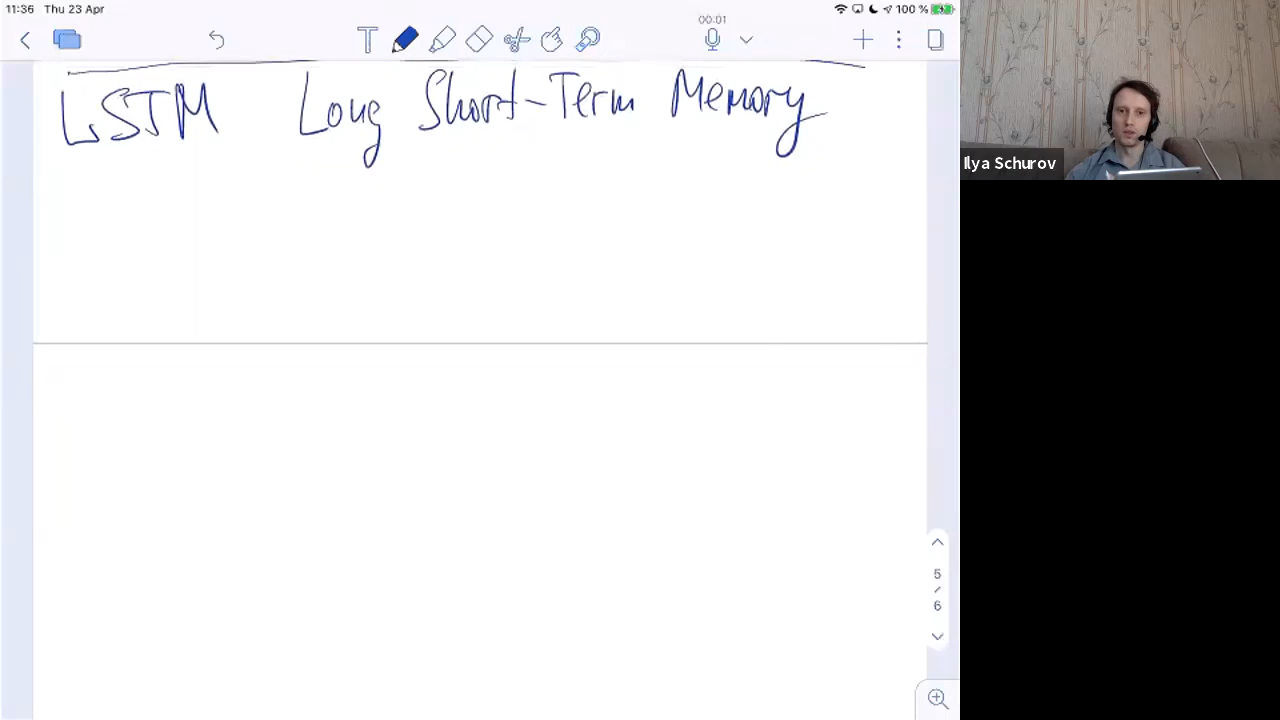 11:36 Thu 23 Apr 100 %
00:01
T
LSTM Long Short-Term Memory
Ilya Schurov
5
/
6